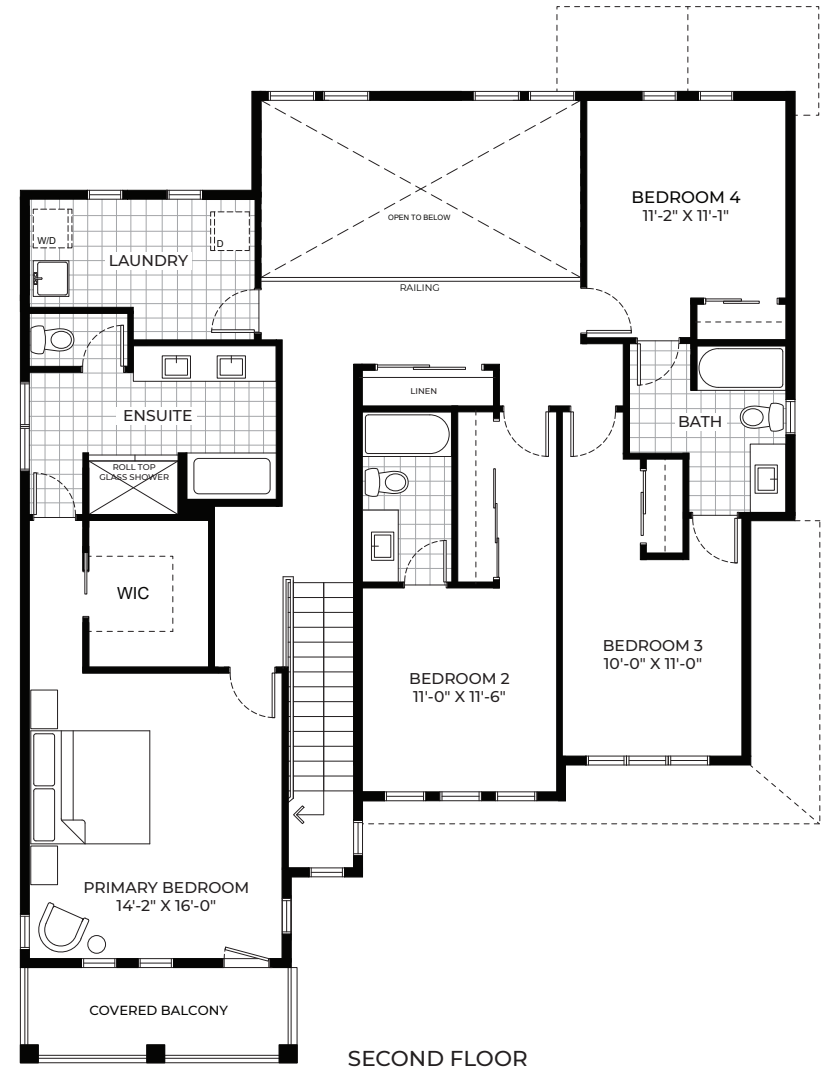 BEDROOM 4
11'-2" X 11'-1"
OPEN TO BELOW
W/D
D
LAUNDRY
RAILING
LINEN
ENSUITE
BATH
ROLL TOP
GLASS SHOWER
WIC
BEDROOM 3
10'-0" X 11'-0"
BEDROOM 2
11'-0" X 11'-6"
PRIMARY BEDROOM
14'-2" X 16'-0"
COVERED BALCONY
SECOND FLOOR